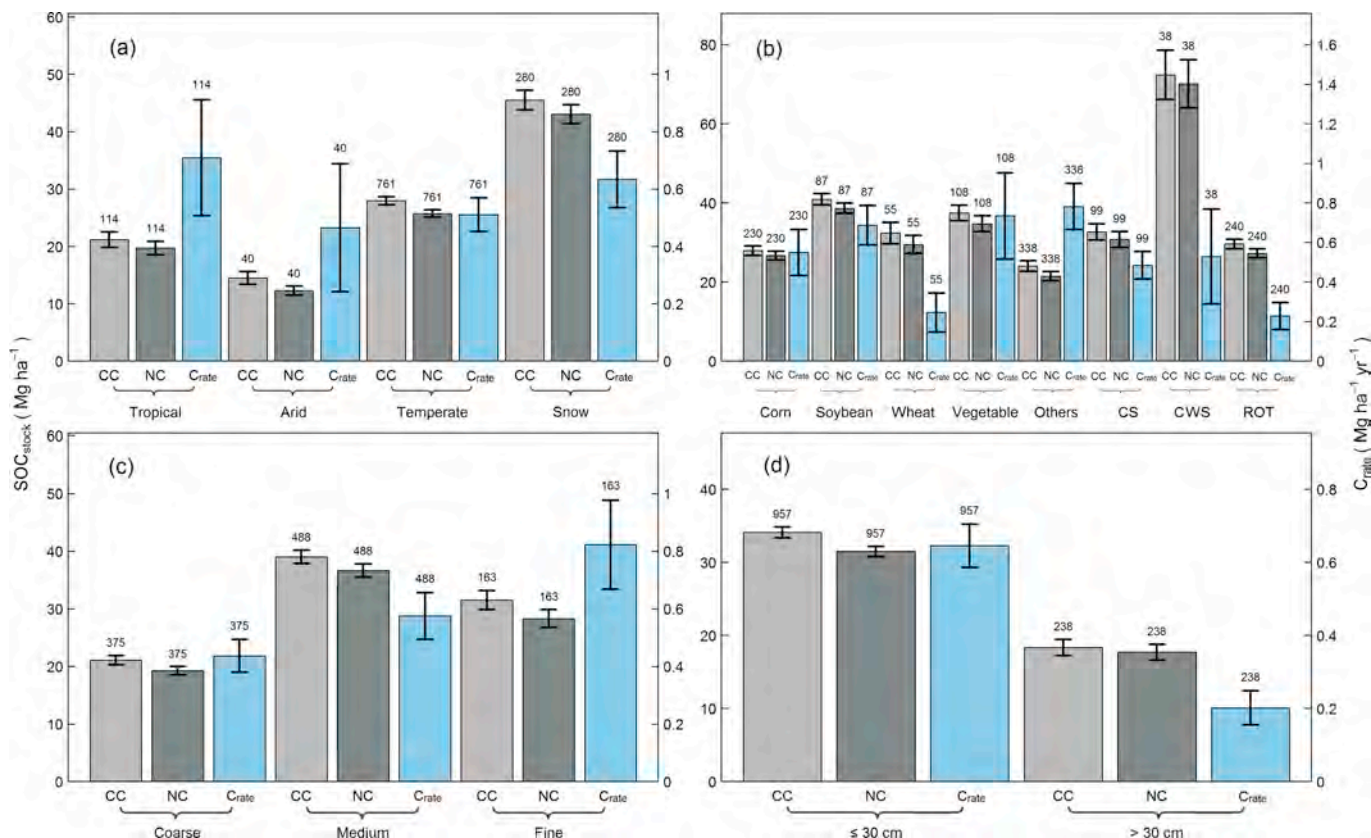 SOCstock ( Mg ha−1 )
Crate ( Mg ha−1 yr−1 )
(a)
60
50
40
30
20
10
0
1
0.8
0.6
0.4
0.2
0
114 114 114 40 40 40 761 761 761 280 280 280
CC NC Crate CC NC Crate CC NC Crate CC NC Crate
Tropical Arid Temperate Snow
(b)
80
60
40
20
0
1.6
1.4
1.2
1
0.8
0.6
0.4
0.2
0
230 230 230 87 87 87 55 55 55 108 108 108 338 338 338 99 99 99 38 38 38 240 240 240
CC NC Crate CC NC Crate CC NC Crate CC NC Crate CC NC Crate CC NC Crate CC NC Crate CC NC Crate
Corn Soybean Wheat Vegetable Others CS CWS ROT
(c)
60
50
40
30
20
10
0
1
0.8
0.6
0.4
0.2
0
375 375 375 488 488 488 163 163 163
CC NC Crate CC NC Crate CC NC Crate
Coarse Medium Fine
(d)
40
30
20
10
0
0.8
0.6
0.4
0.2
0
957 957 957 238 238 238
CC NC Crate CC NC Crate
≤ 30 cm > 30 cm